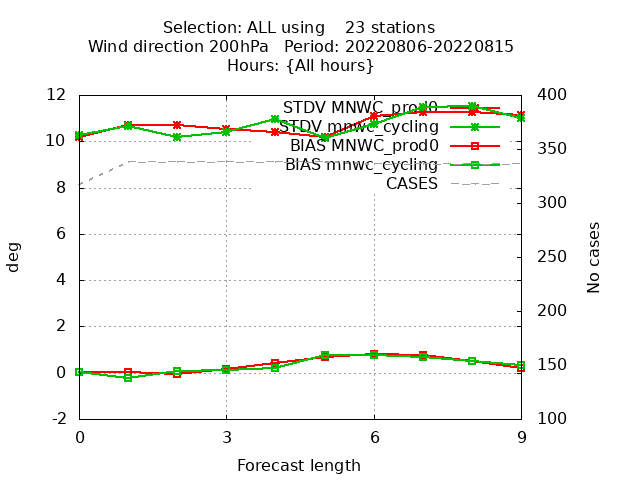 Selection: ALL using 23 stations
Wind direction 200hPa Period: 20220806-20220815
Hours: {All hours}
12
10
8
6
4
2
0
-2
deg
400
350
300
250
200
150
100
No cases
STDV MNWC_prod0
STDV mnwc_cycling
BIAS MNWC_prod0
BIAS mnwc_cycling
CASES
0 3 6 9
Forecast length